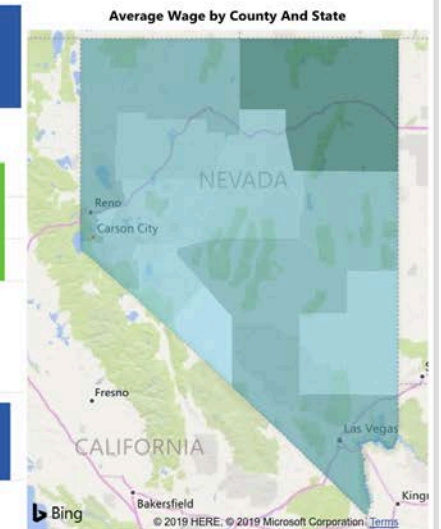 Average Wage by County And State
NEVADA
Reno
Carson City
Fresno
Las Vegas
CALIFORNIA
Bakersfield
Bing
© 2019 HERE, © 2019 Microsoft Corporation Terms